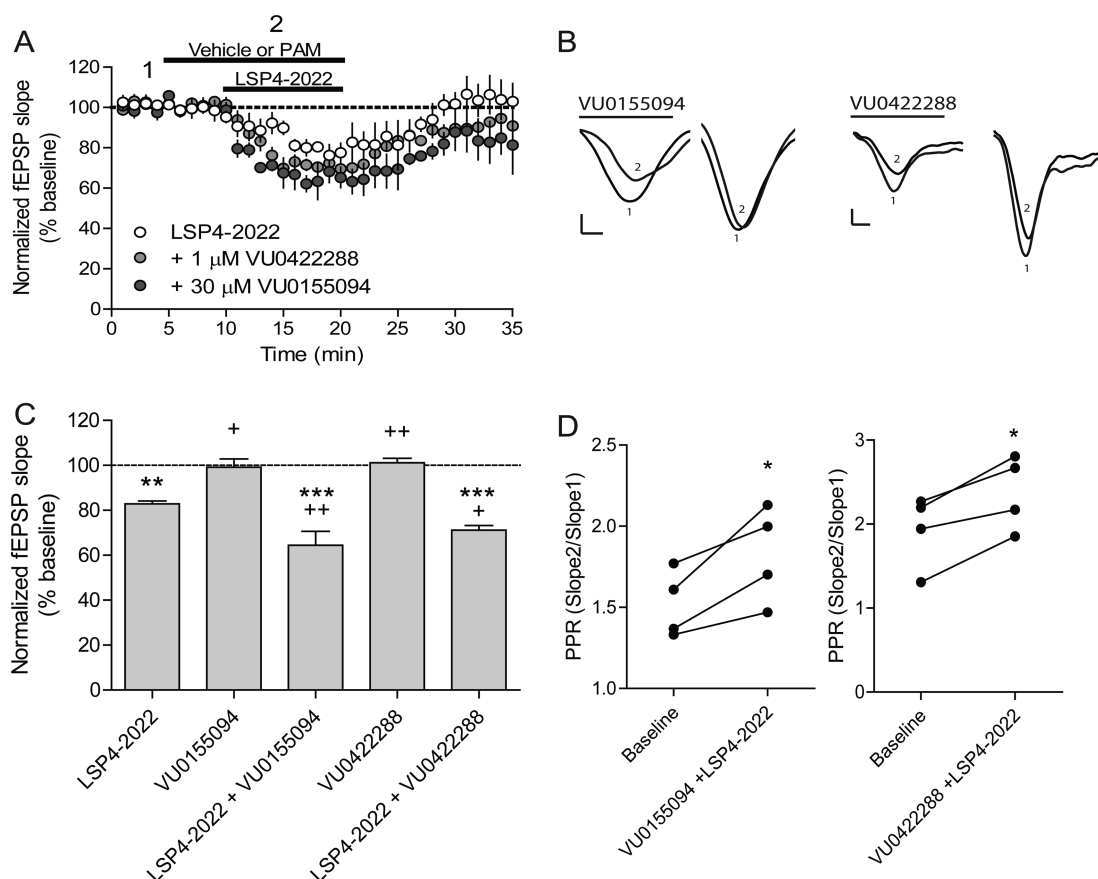 A
1
2
Vehicle or PAM
LSP4-2022
Normalized fEPSP slope
(% baseline)
120
100
80
60
40
20
0
LSP4-2022
+ 1 μM VU0422288
+ 30 μM VU0155094
0
5
10
15
20
25
30
35
Time (min)
B
VU0155094
2
1
2
1
VU0422288
2
1
2
1
C
Normalized fEPSP slope
(% baseline)
120
100
80
60
40
20
0
**
+
***
++
++
***
+
LSP4-2022
VU0155094
LSP4-2022 + VU0155094
VU0422288
LSP4-2022 + VU0422288
D
PPR (Slope2/Slope1)
2.5
2.0
1.5
1.0
*
Baseline
VU0155094 +LSP4-2022
PPR (Slope2/Slope1)
3
2
1
0
*
Baseline
VU0422288 +LSP4-2022